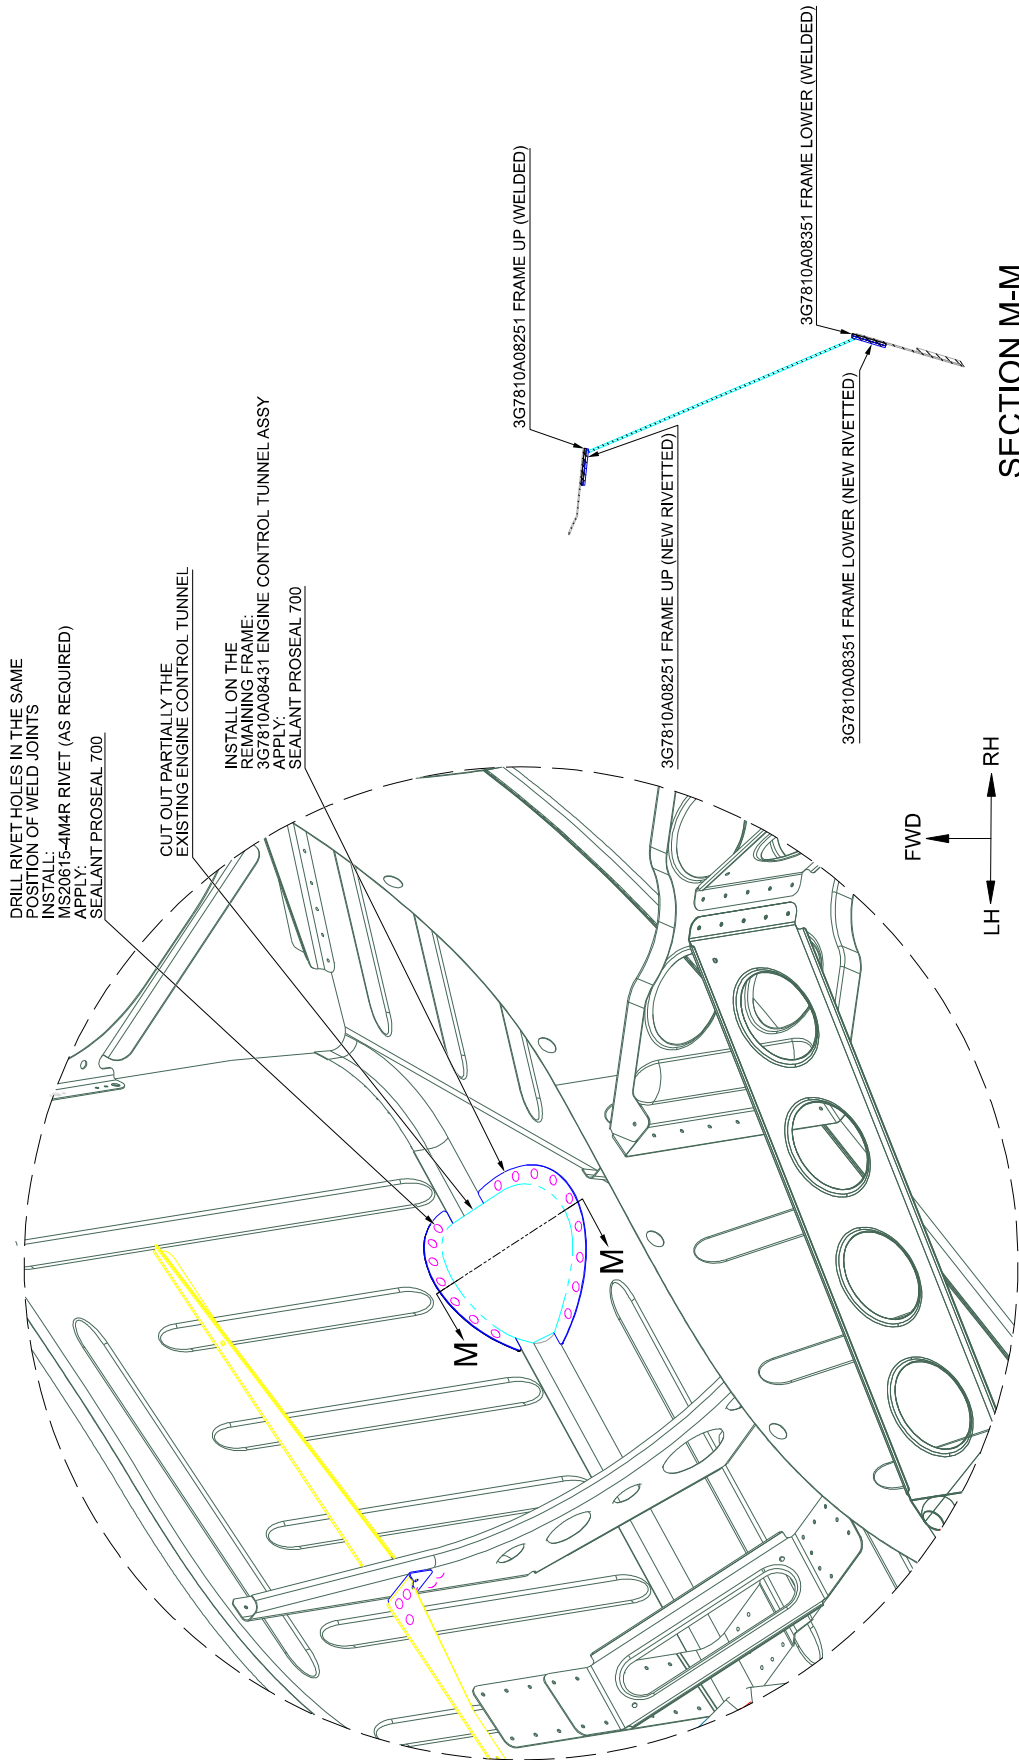 DRILL RIVET HOLES IN THE SAME
POSITION OF WELD JOINTS
INSTALL:
MS20615-4M4R RIVET (AS REQUIRED)
APPLY:
SEALANT PROSEAL 700
CUT OUT PARTIALLY THE
EXISTING ENGINE CONTROL TUNNEL
INSTALL ON THE
REMAINING FRAME:
3G7810A08431 ENGINE CONTROL TUNNEL ASSY
APPLY:
SEALANT PROSEAL 700
M
M
3G7810A08251 FRAME UP (WELDED)
3G7810A08251 FRAME UP (NEW RIVETTED)
3G7810A08351 FRAME LOWER (WELDED)
3G7810A08351 FRAME LOWER (NEW RIVETTED)
FWD
LH
RH
SECTION M-M